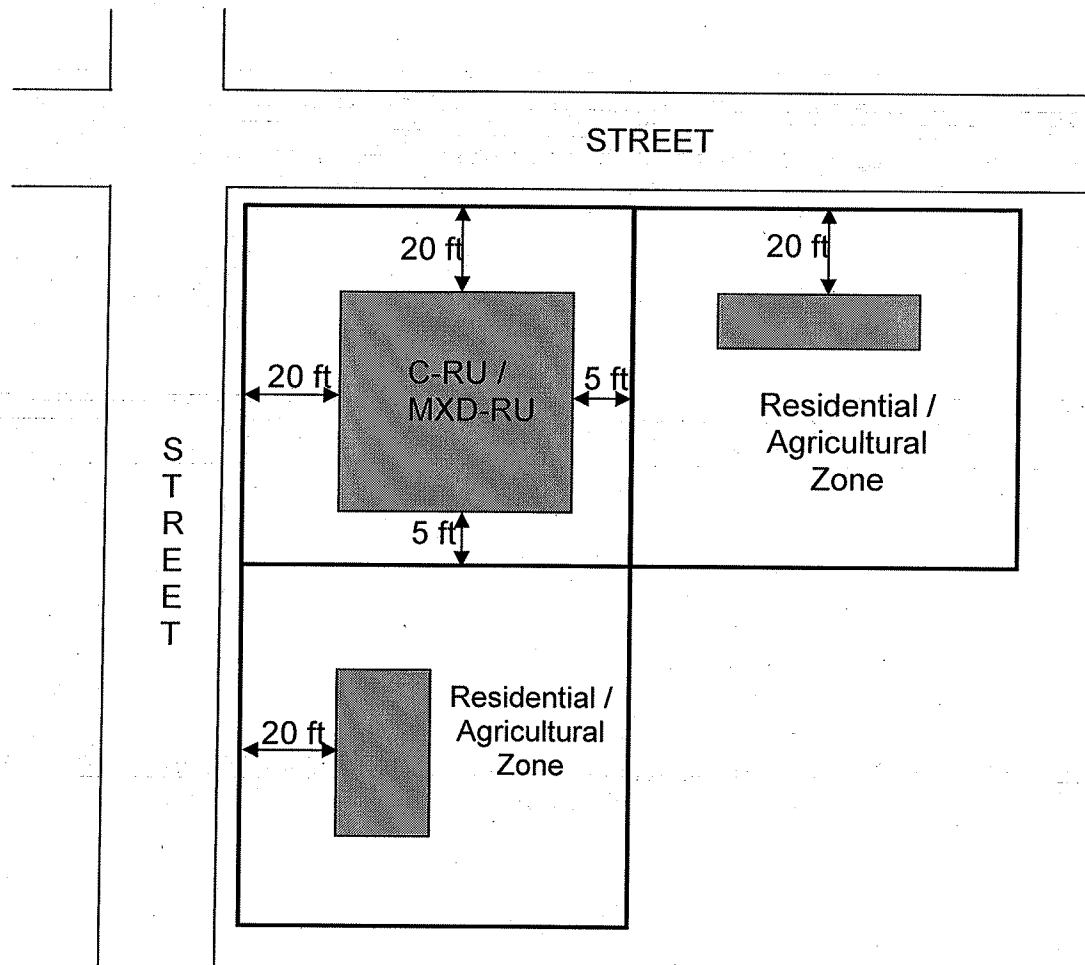 STREET
20 ft
20 ft
20 ft
C-RU /
MXD-RU
5 ft
Residential /
Agricultural
Zone
5 ft
S
T
R
E
E
T
Residential /
Agricultural
Zone
20 ft